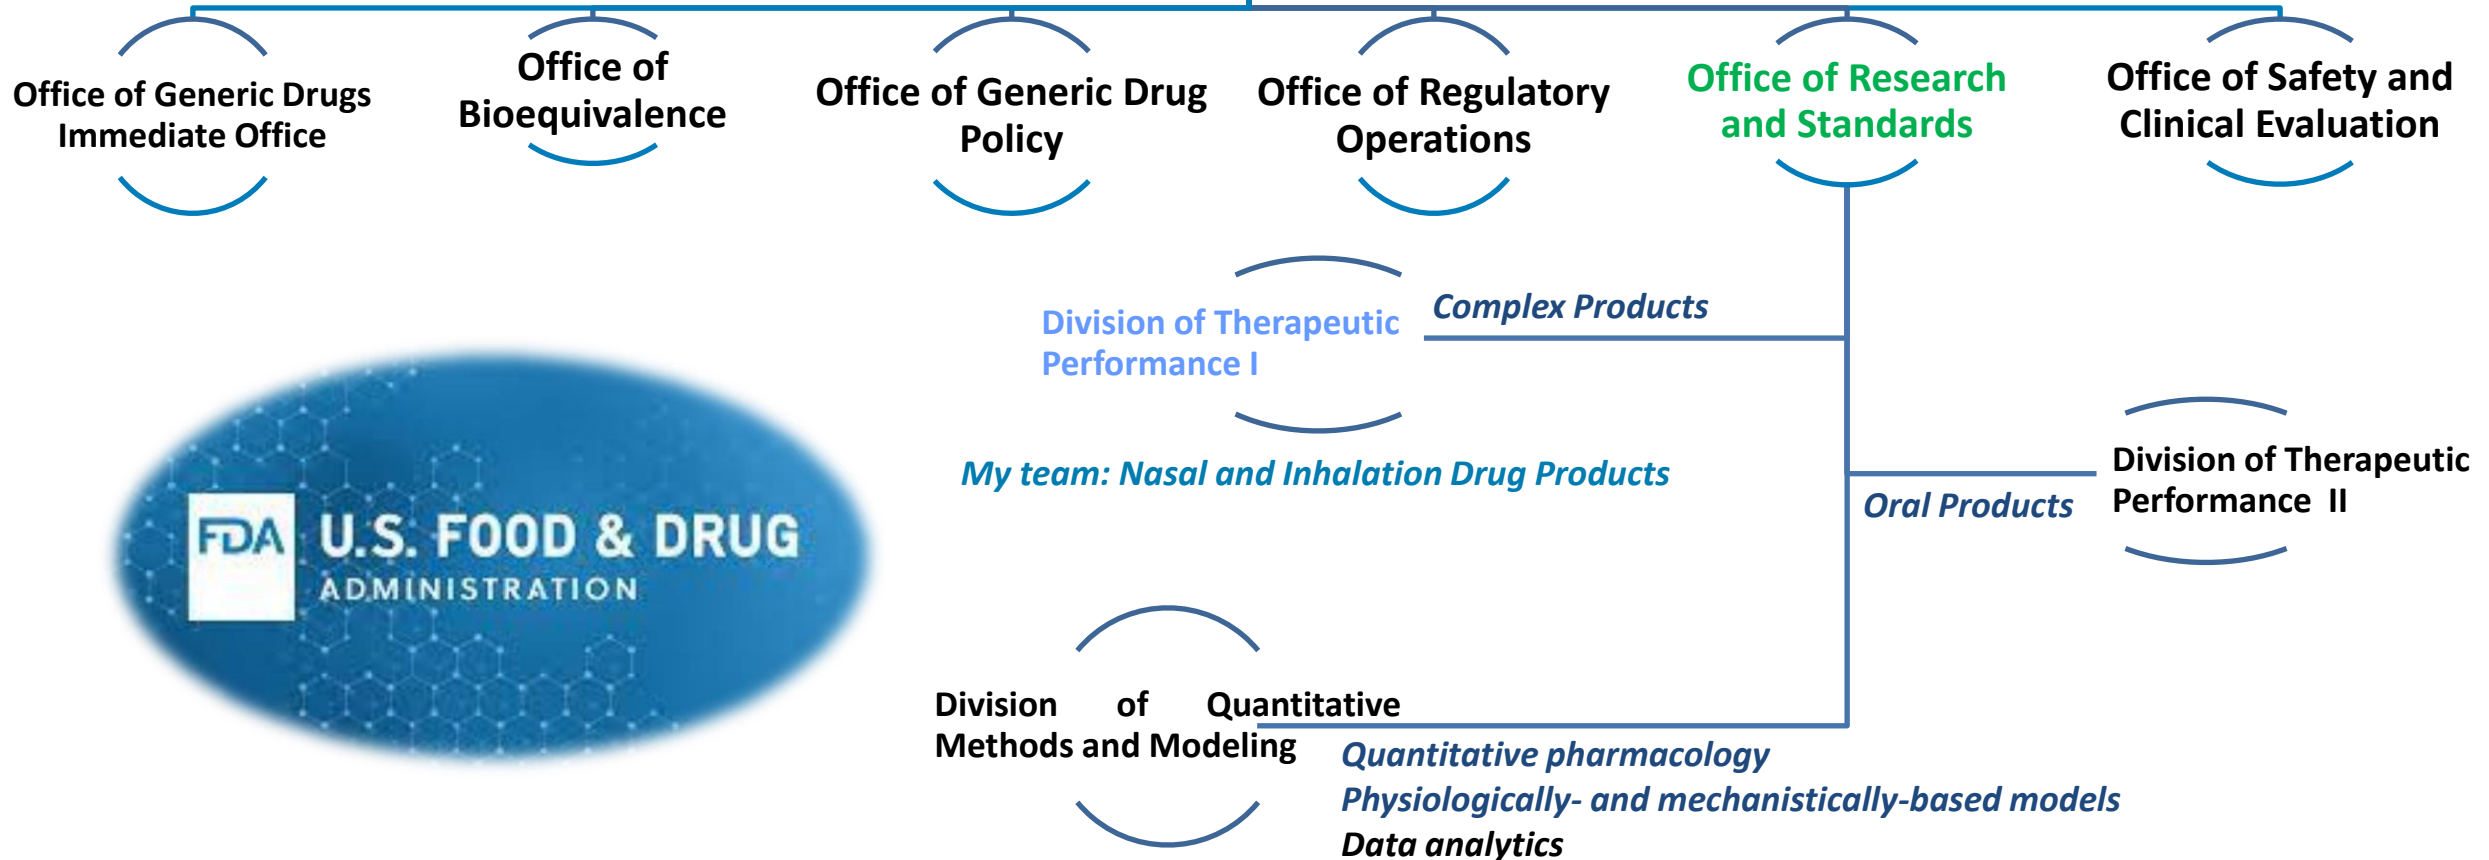 Office of Generic Drugs
Immediate Office
Office of
Bioequivalence
Office of Generic Drug
Policy
Office of Regulatory
Operations
Office of Research
and Standards
Office of Safety and
Clinical Evaluation
Complex Products
Division of Therapeutic
Performance I
My team: Nasal and Inhalation Drug Products
Division of Therapeutic
Performance II
Oral Products
FDA
U.S. FOOD & DRUG
ADMINISTRATION
Division of Quantitative
Methods and Modeling
Quantitative pharmacology
Physiologically- and mechanistically-based models
Data analytics